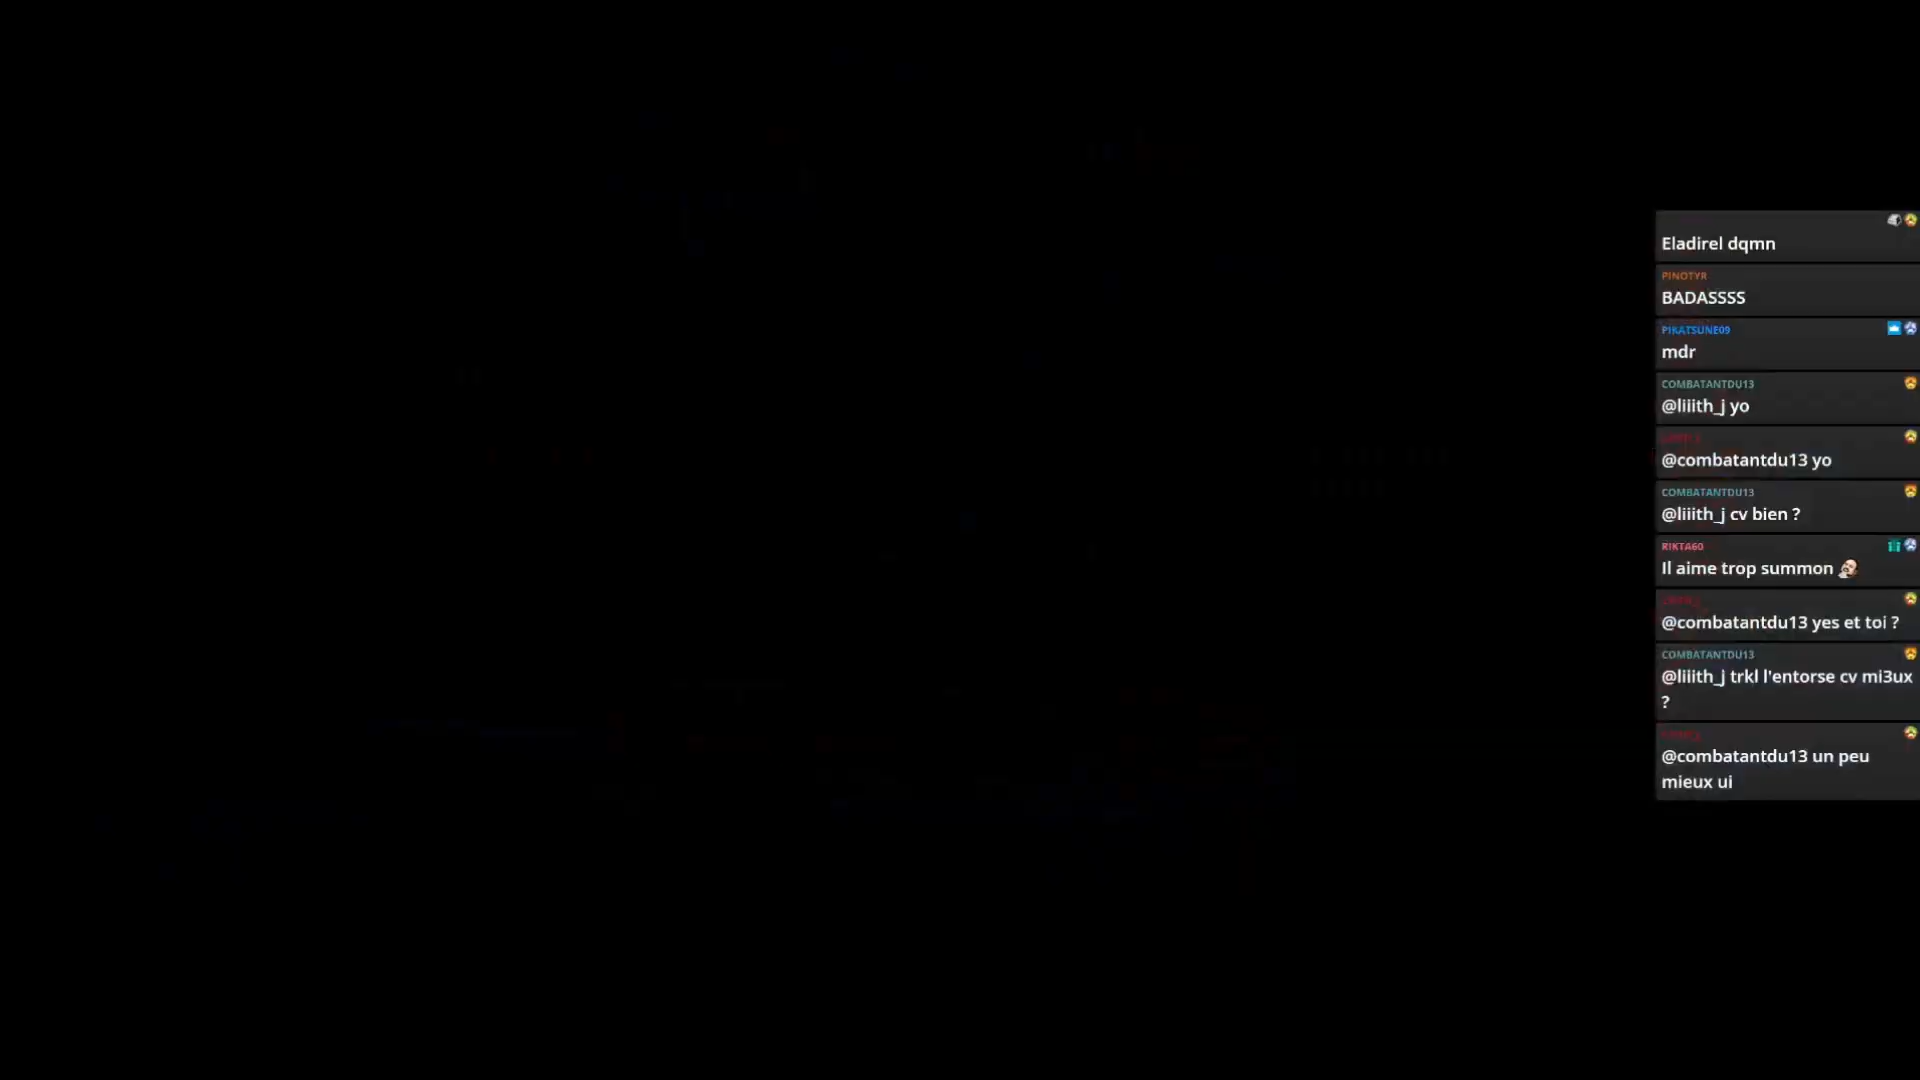 Eladirel dqmn
PINOTYR
BADASSSS
PIKATSUNE09
mdr
COMBATANTDU13
@liiith_j yo
@combatantdu13 yo
COMBATANTDU13
@liiith_j cv bien ?
RIKTA60
Il aime trop summon
@combatantdu13 yes et toi ?
COMBATANTDU13
@liiith_j trkl l'entorse cv mi3ux
?
@combatantdu13 un peu
mieux ui